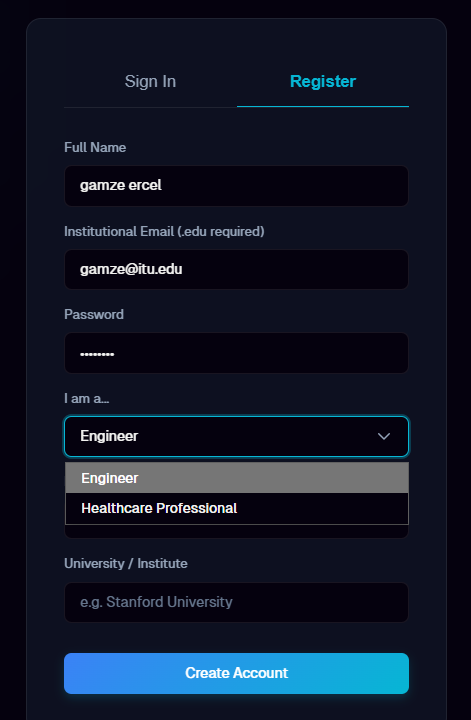 Sign In
Register
Full Name
gamze ercel
Institutional Email (.edu required)
gamze@itu.edu
Password
••••••••
I am a...
Engineer
Engineer
Healthcare Professional
University / Institute
e.g. Stanford University
Create Account